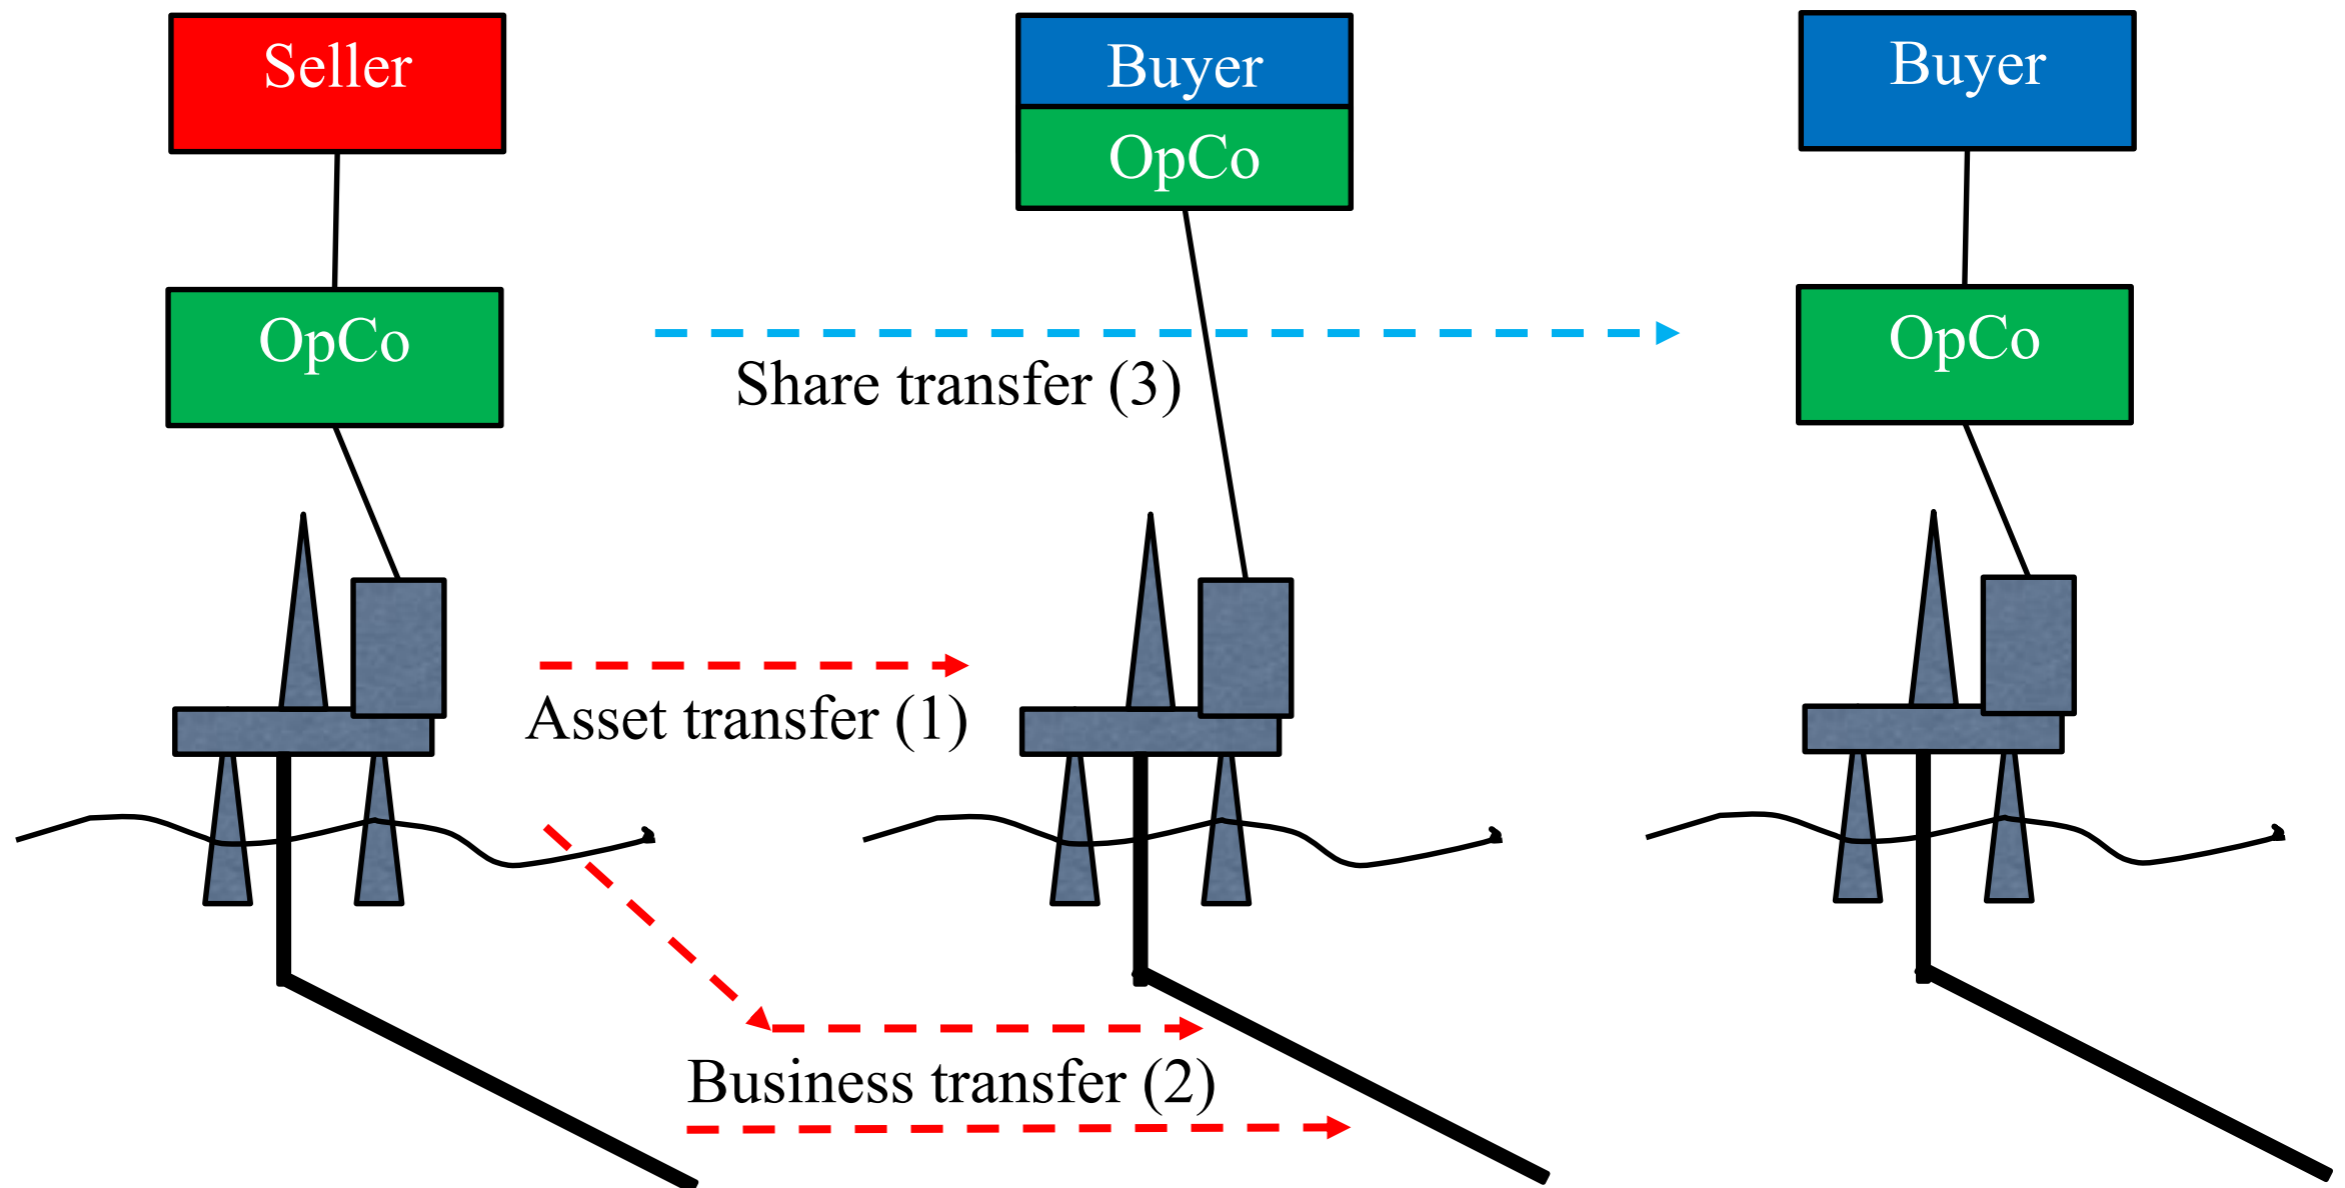 Seller
Buyer
Buyer
OpCo
OpCo
OpCo
Share transfer (3)
Asset transfer (1)
Business transfer (2)